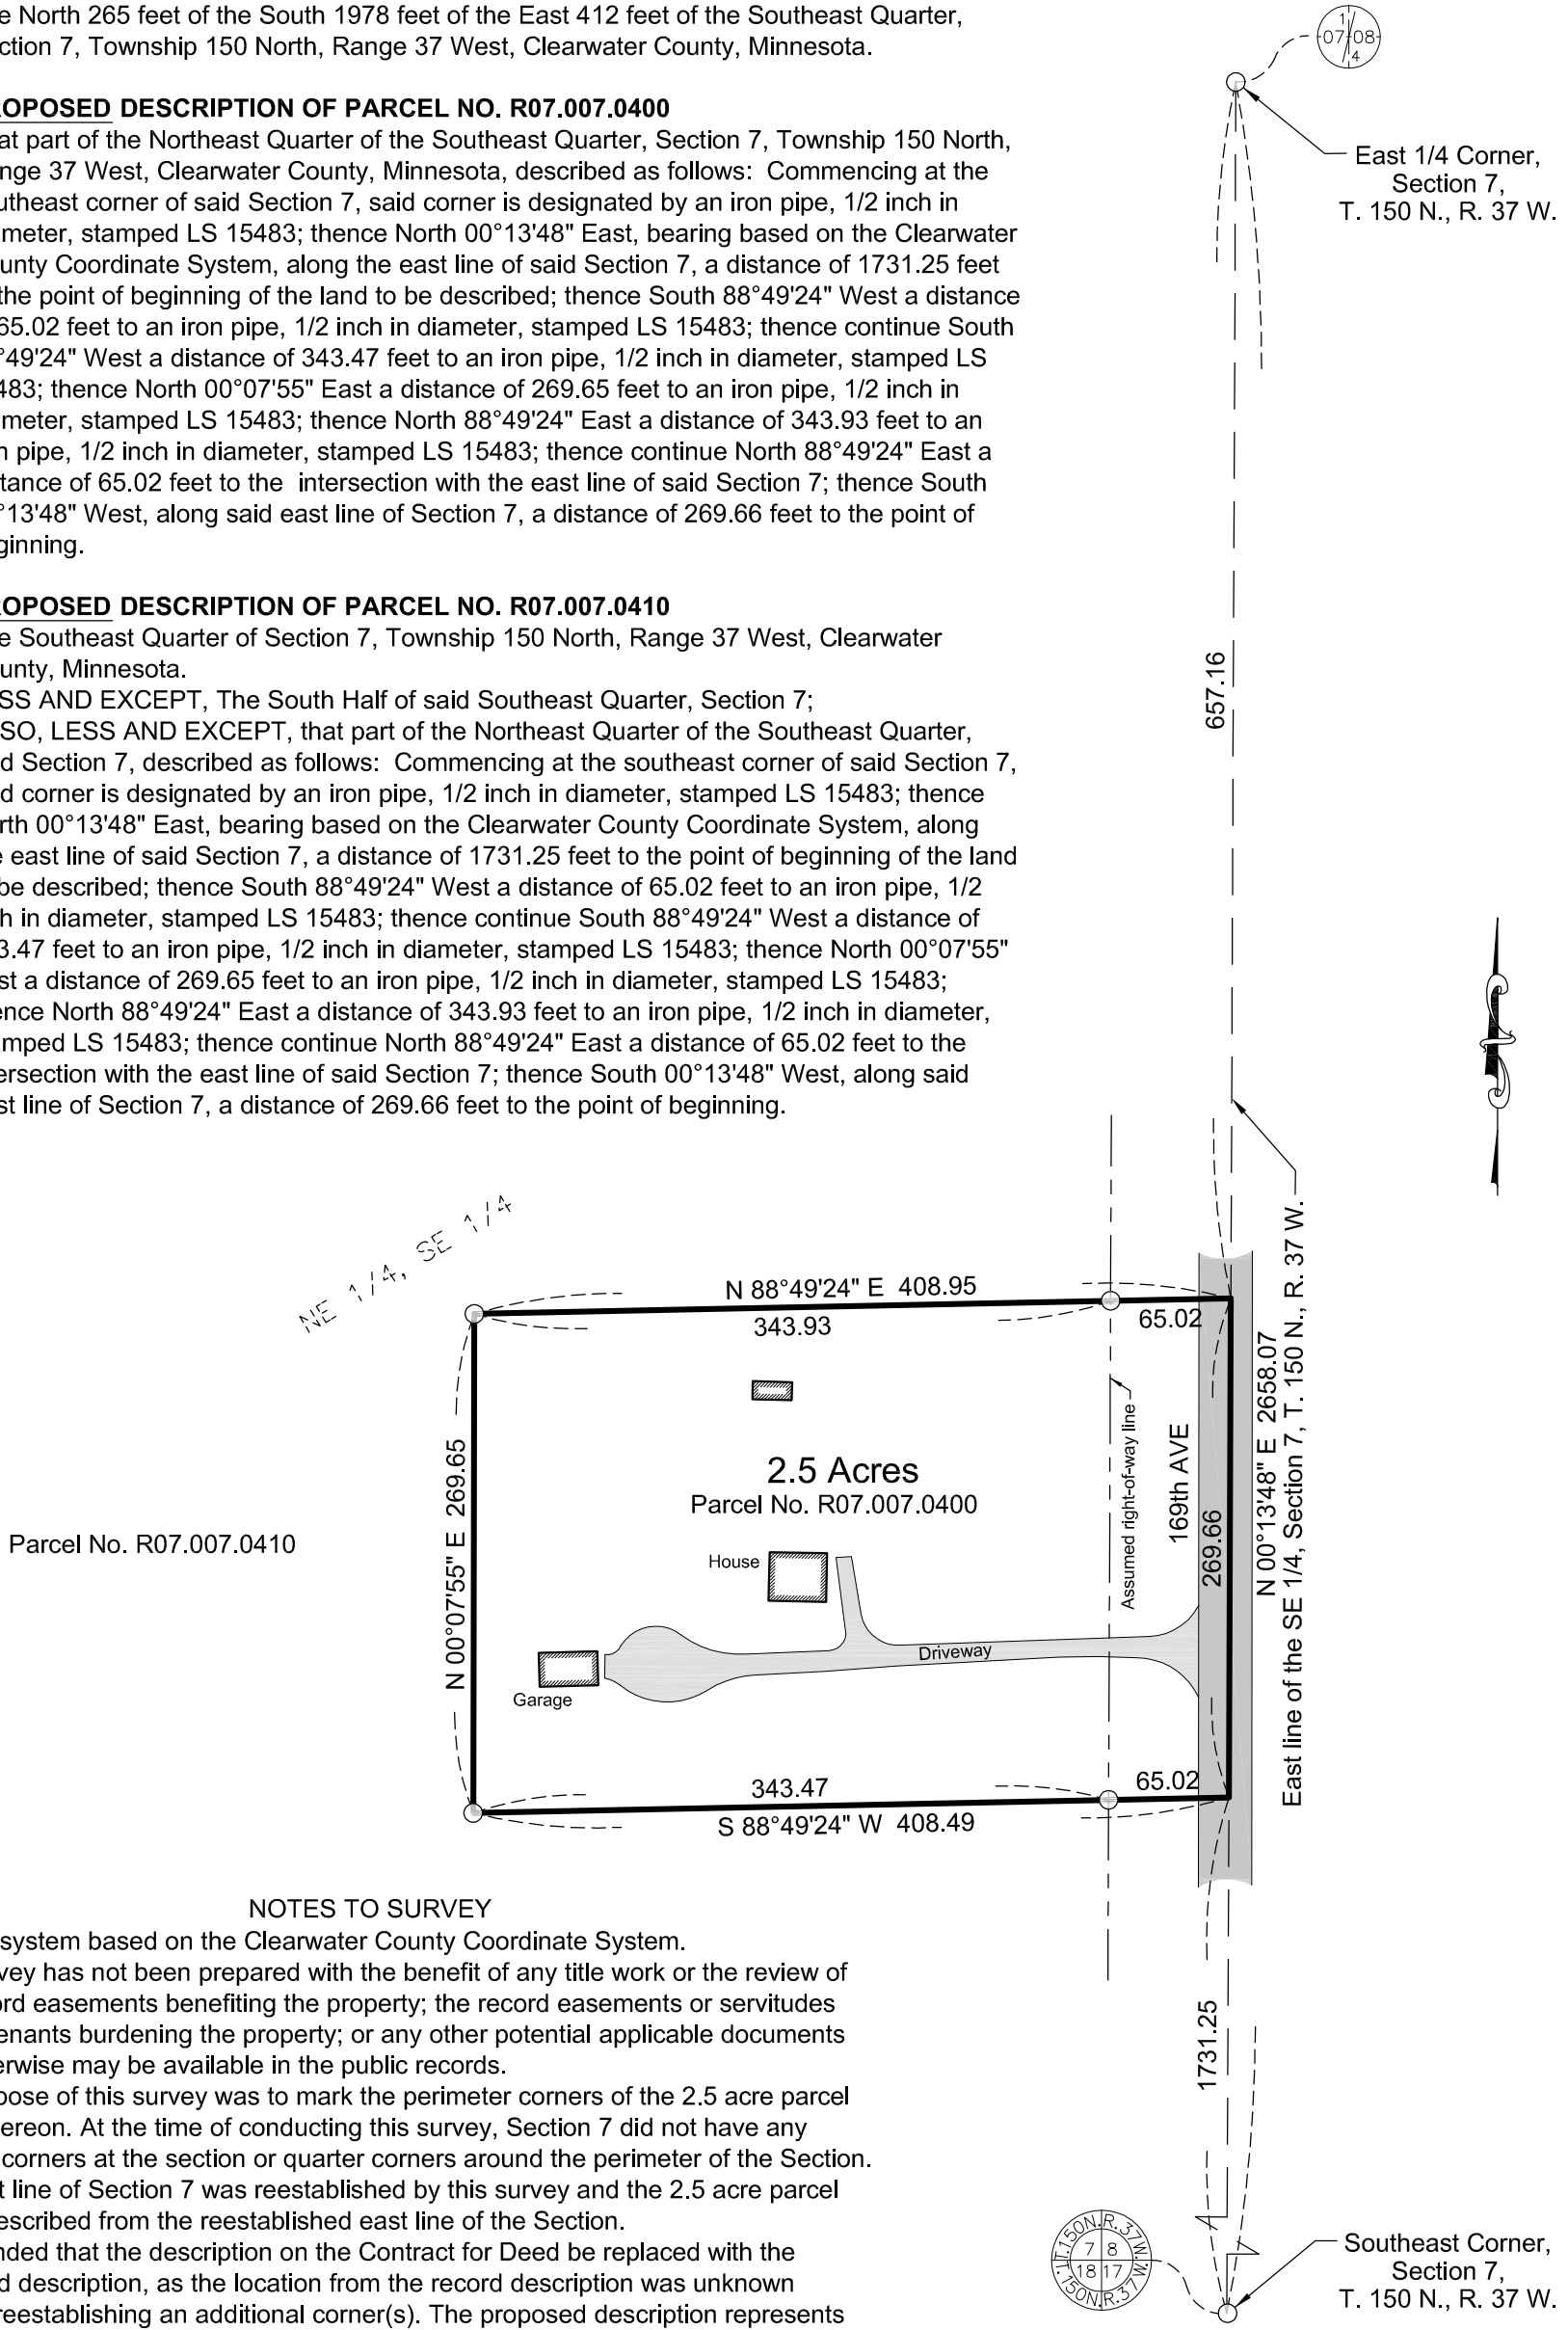 e North 265 feet of the South 1978 feet of the East 412 feet of the Southeast Quarter,
ction 7, Township 150 North, Range 37 West, Clearwater County, Minnesota.
OPOSED DESCRIPTION OF PARCEL NO. R07.007.0400
at part of the Northeast Quarter of the Southeast Quarter, Section 7, Township 150 North,
nge 37 West, Clearwater County, Minnesota, described as follows: Commencing at the
utheast corner of said Section 7, said corner is designated by an iron pipe, 1/2 inch in
meter, stamped LS 15483; thence North 00°13'48" East, bearing based on the Clearwater
unty Coordinate System, along the east line of said Section 7, a distance of 1731.25 feet
the point of beginning of the land to be described; thence South 88°49'24" West a distance
65.02 feet to an iron pipe, 1/2 inch in diameter, stamped LS 15483; thence continue South
°49'24" West a distance of 343.47 feet to an iron pipe, 1/2 inch in diameter, stamped LS
483; thence North 00°07'55" East a distance of 269.65 feet to an iron pipe, 1/2 inch in
meter, stamped LS 15483; thence North 88°49'24" East a distance of 343.93 feet to an
n pipe, 1/2 inch in diameter, stamped LS 15483; thence continue North 88°49'24" East a
tance of 65.02 feet to the intersection with the east line of said Section 7; thence South
°13'48" West, along said east line of Section 7, a distance of 269.66 feet to the point of
ginning.
OPOSED DESCRIPTION OF PARCEL NO. R07.007.0410
e Southeast Quarter of Section 7, Township 150 North, Range 37 West, Clearwater
unty, Minnesota.
SS AND EXCEPT, The South Half of said Southeast Quarter, Section 7;
SO, LESS AND EXCEPT, that part of the Northeast Quarter of the Southeast Quarter,
d Section 7, described as follows: Commencing at the southeast corner of said Section 7,
d corner is designated by an iron pipe, 1/2 inch in diameter, stamped LS 15483; thence
rth 00°13'48" East, bearing based on the Clearwater County Coordinate System, along
e east line of said Section 7, a distance of 1731.25 feet to the point of beginning of the land
be described; thence South 88°49'24" West a distance of 65.02 feet to an iron pipe, 1/2
h in diameter, stamped LS 15483; thence continue South 88°49'24" West a distance of
3.47 feet to an iron pipe, 1/2 inch in diameter, stamped LS 15483; thence North 00°07'55"
st a distance of 269.65 feet to an iron pipe, 1/2 inch in diameter, stamped LS 15483;
ence North 88°49'24" East a distance of 343.93 feet to an iron pipe, 1/2 inch in diameter,
mped LS 15483; thence continue North 88°49'24" East a distance of 65.02 feet to the
ersection with the east line of said Section 7; thence South 00°13'48" West, along said
st line of Section 7, a distance of 269.66 feet to the point of beginning.
1
07 08
4
East 1/4 Corner,
Section 7,
T. 150 N., R. 37 W.
657.16
NE 1/4, SE 1/4
N 88°49'24" E 408.95
343.93
65.02
2.5 Acres
Parcel No. R07.007.0400
Parcel No. R07.007.0410
N 00°07'55" E 269.65
House
Garage
Driveway
Assumed right-of-way line
169th AVE
269.66
N 00°13'48" E 2658.07
East line of the SE 1/4, Section 7, T. 150 N., R. 37 W.
343.47
65.02
S 88°49'24" W 408.49
1731.25
NOTES TO SURVEY
system based on the Clearwater County Coordinate System.
vey has not been prepared with the benefit of any title work or the review of
ord easements benefiting the property; the record easements or servitudes
enants burdening the property; or any other potential applicable documents
erwise may be available in the public records.
pose of this survey was to mark the perimeter corners of the 2.5 acre parcel
ereon. At the time of conducting this survey, Section 7 did not have any
corners at the section or quarter corners around the perimeter of the Section.
t line of Section 7 was reestablished by this survey and the 2.5 acre parcel
escribed from the reestablished east line of the Section.
nded that the description on the Contract for Deed be replaced with the
d description, as the location from the record description was unknown
reestablishing an additional corner(s). The proposed description represents
T.150N.R.37W.
7 8
18 17
T.150N.R.37W.
Southeast Corner,
Section 7,
T. 150 N., R. 37 W.